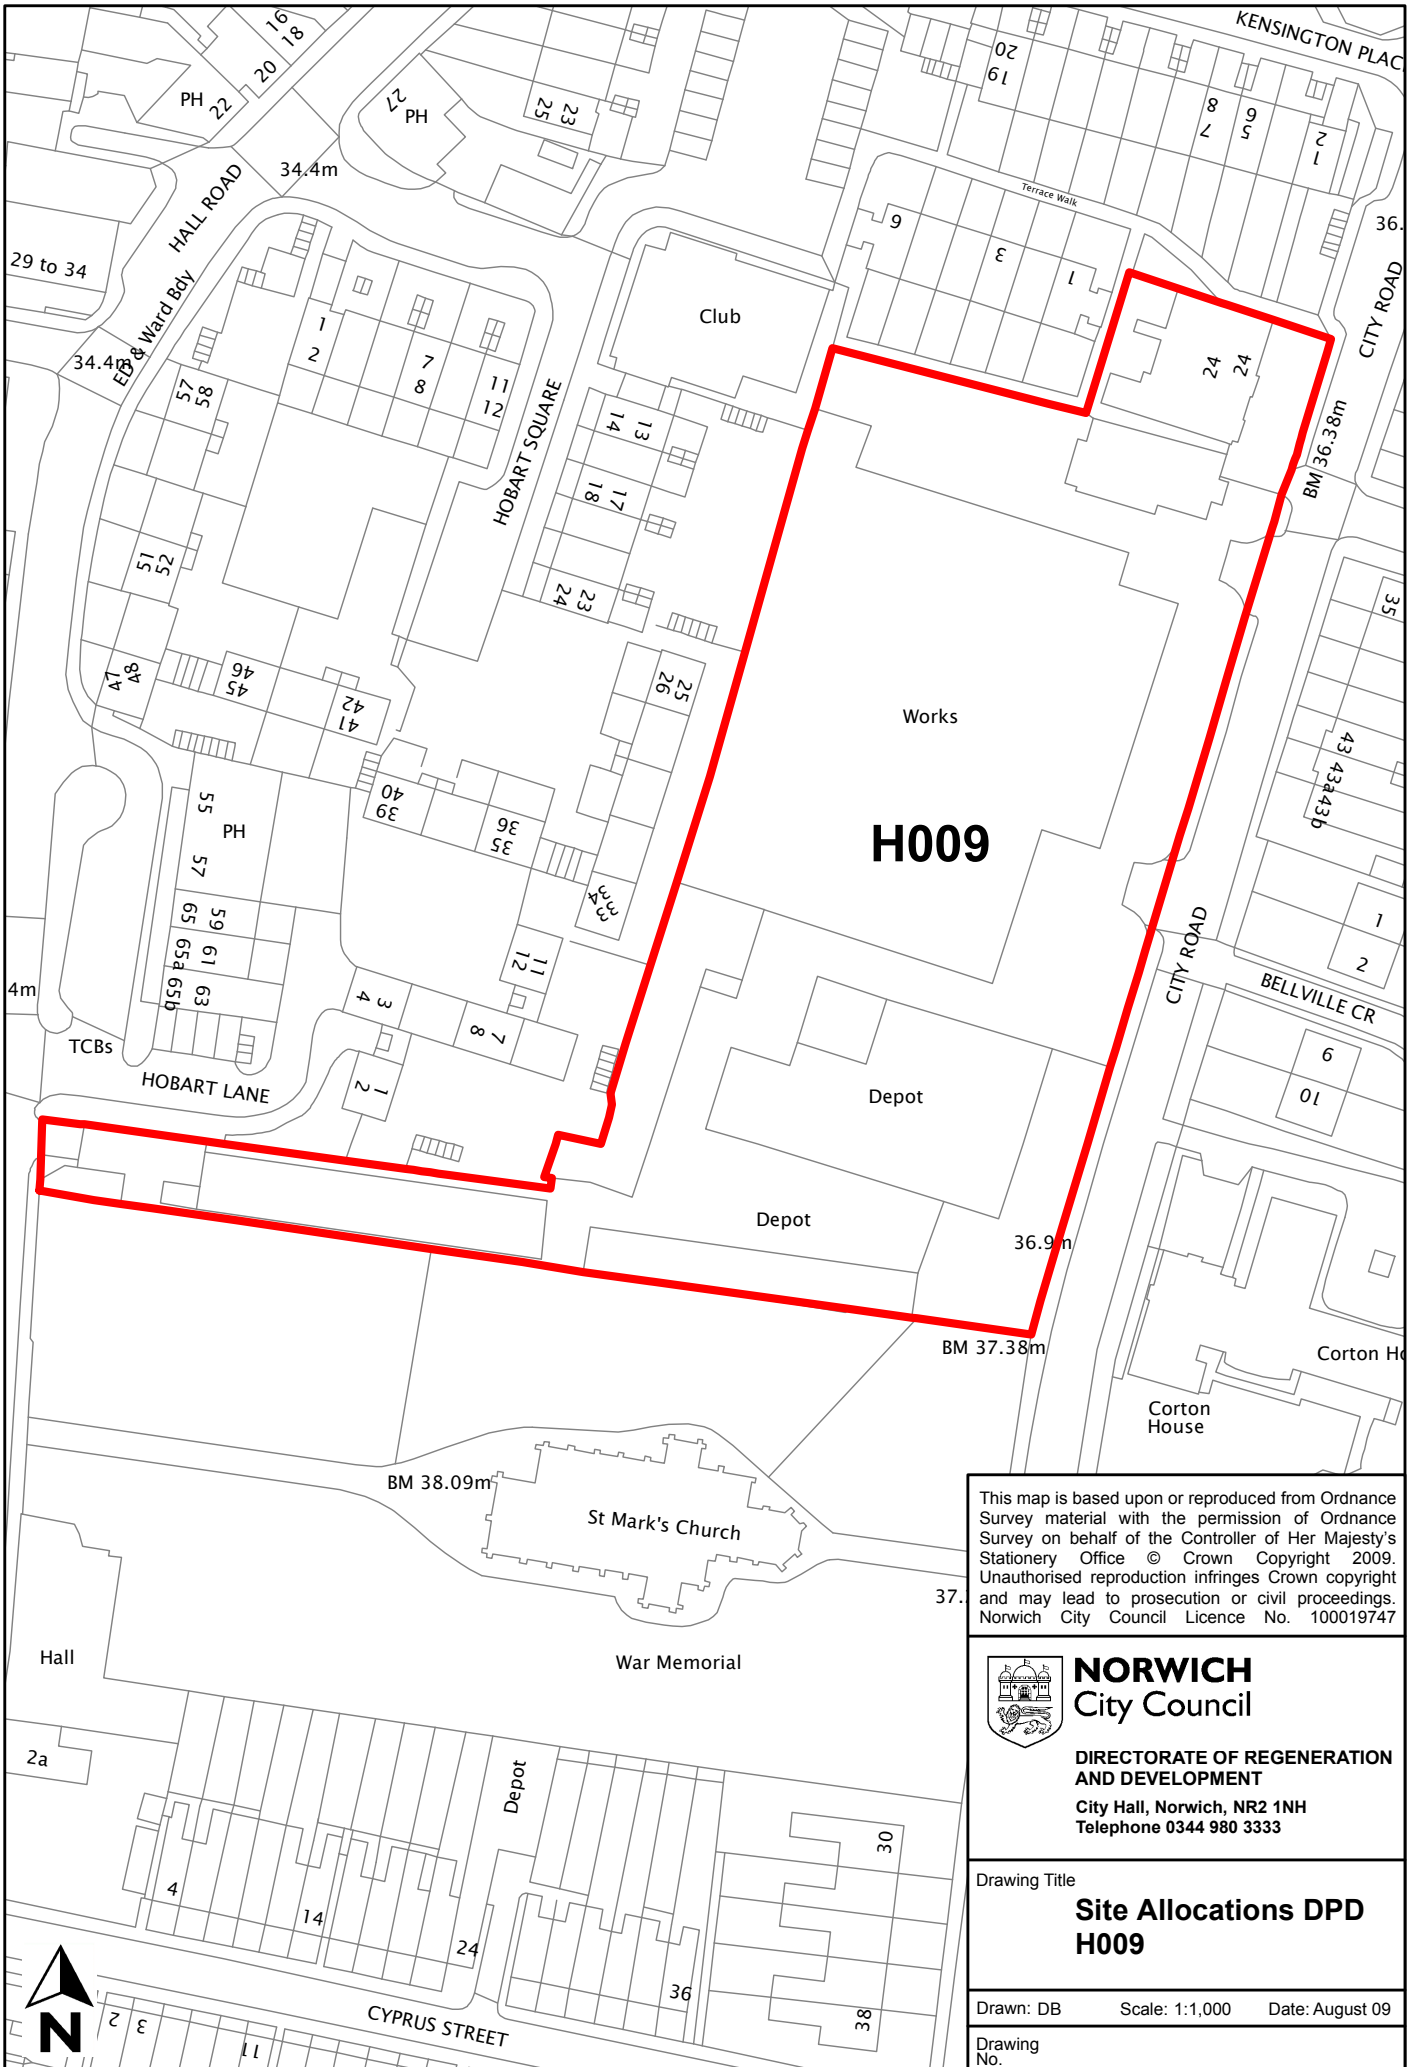 KENSINGTON PLAC
16
18
20
22
PH
27
PH
25
23
20
19
8
7
6
5
2
1
HALL ROAD
34.4m
Terrace Walk
36.
29 to 34
ED & Ward Bdy
34.4m
CITY ROAD
6
3
1
Club
24
24
1
2
7
8
11
12
57
58
HOBART SQUARE
14
13
BM 36.38m
18
17
51
52
24
23
35
47
48
46
45
42
41
26
25
Works
43
43a43b
55
PH
57
40
39
36
35
H009
33
34
65
59
65a
61
65b
63
11
12
CITY ROAD
1
2
BELLVILLE CR
4m
TCBs
4
3
8
7
HOBART LANE
2
1
Depot
9
10
Depot
36.9m
BM 37.38m
Corton Ho
Corton
House
BM 38.09m
St Mark's Church
37.
Hall
War Memorial
2a
Depot
30
4
14
24
36
38
CYPRUS STREET
2
3
11
N
This map is based upon or reproduced from Ordnance
Survey material with the permission of Ordnance
Survey on behalf of the Controller of Her Majesty's
Stationery Office © Crown Copyright 2009.
Unauthorised reproduction infringes Crown copyright
and may lead to prosecution or civil proceedings.
Norwich City Council Licence No. 100019747
NORWICH
City Council
DIRECTORATE OF REGENERATION
AND DEVELOPMENT
City Hall, Norwich, NR2 1NH
Telephone 0344 980 3333
Drawing Title
Site Allocations DPD
H009
Drawn: DB Scale: 1:1,000 Date: August 09
Drawing
No.